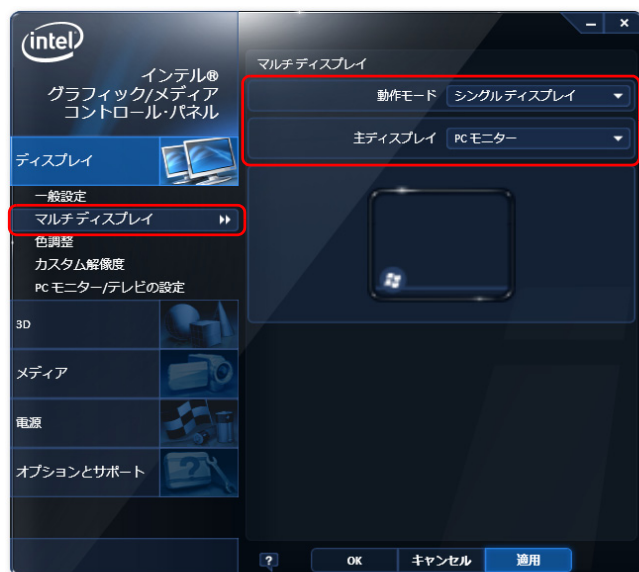 intel
インテル®
グラフィック/メディア
コントロール・パネル
ディスプレイ
一般設定
マルチ ディスプレイ
色調整
カスタム解像度
PC モニター/テレビの設定
3D
メディア
電源
オプションとサポート
マルチ ディスプレイ
動作モード シングル ディスプレイ
主ディスプレイ PC モニター
? OK キャンセル 適用